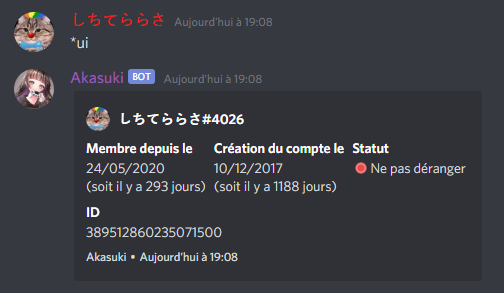 しちてららさ Aujourd'hui à 19:08
*ui
Akasuki BOT Aujourd'hui à 19:08
しちてららさ#4026
Membre depuis le Création du compte le Statut
24/05/2020 10/12/2017 Ne pas déranger
(soit il y a 293 jours) (soit il y a 1188 jours)
ID
389512860235071500
Akasuki • Aujourd'hui à 19:08